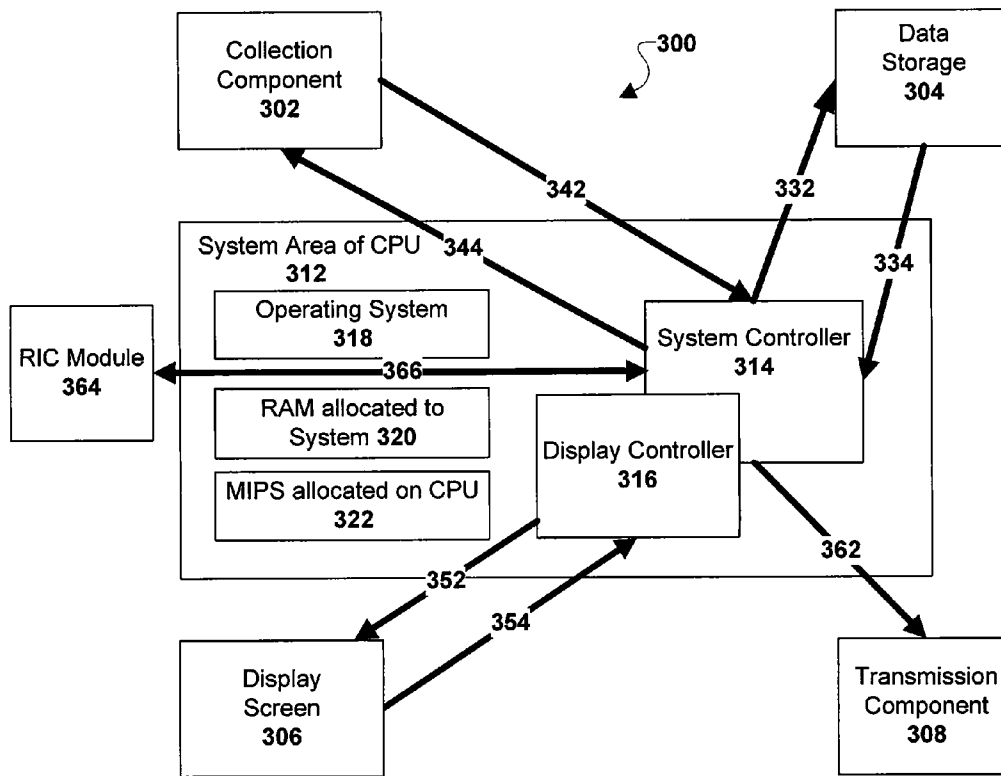 Collection
Component
302
300
Data
Storage
304
342
332
344
334
System Area of CPU
312
Operating System
318
System Controller
314
RIC Module
364
366
RAM allocated to
System 320
Display Controller
316
MIPS allocated on CPU
322
362
352
354
Display
Screen
306
Transmission
Component
308